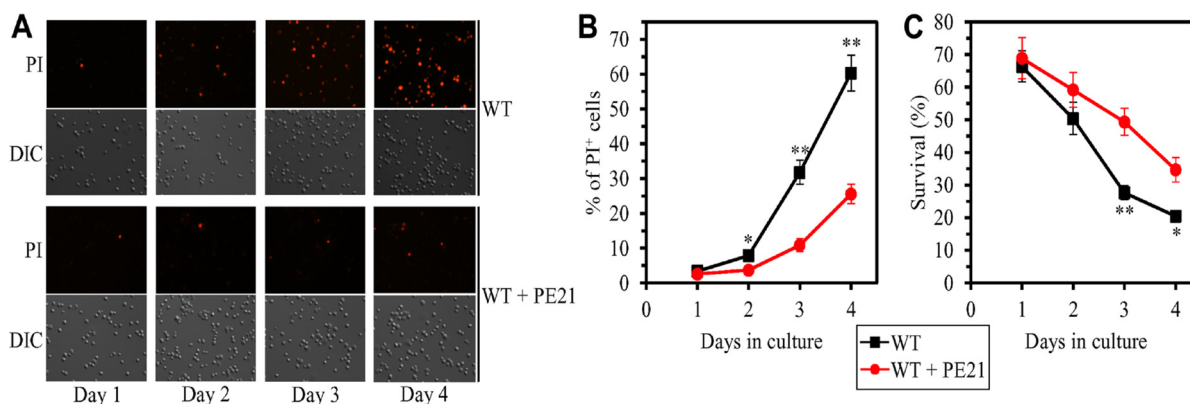 A
PI
DIC
WT
PI
DIC
WT + PE21
Day 1 Day 2 Day 3 Day 4
B
% of PI⁺ cells
70
60
50
40
30
20
10
0
0 1 2 3 4
Days in culture
* ** **
C
Survival (%)
80
70
60
50
40
30
20
10
0
0 1 2 3 4
Days in culture
** *
WT
WT + PE21